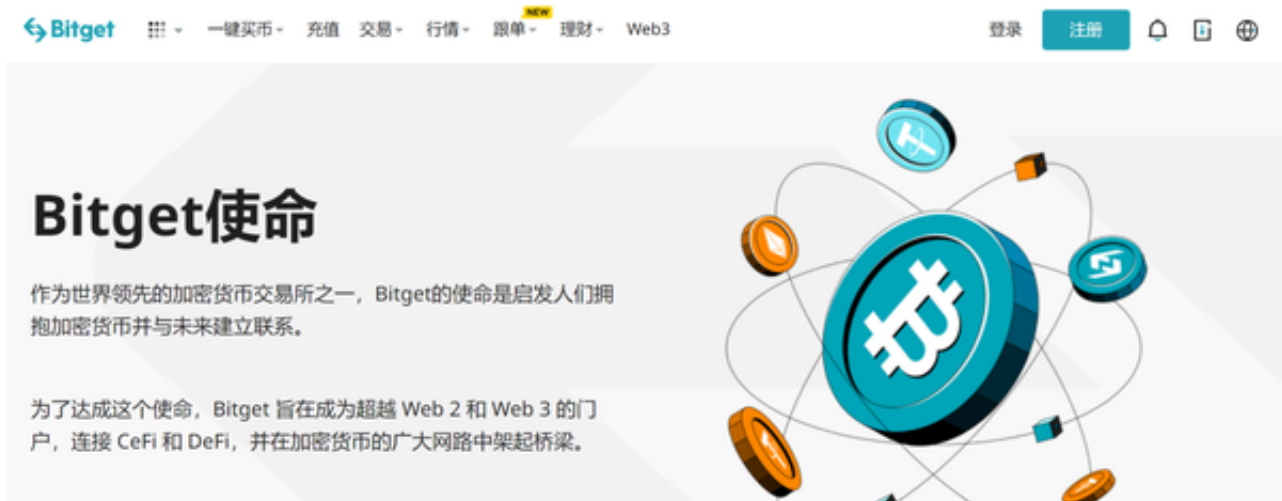 Bitget 一键买币 充值 交易 行情 跟单 NEW 理财 Web3 登录 注册
Bitget使命
作为世界领先的加密货币交易所之一，Bitget的使命是启发人们拥
抱加密货币并与未来建立联系。
为了达成这个使命，Bitget 旨在成为超越 Web 2 和 Web 3 的门
户，连接 CeFi 和 DeFi，并在加密货币的广大网路中架起桥梁。